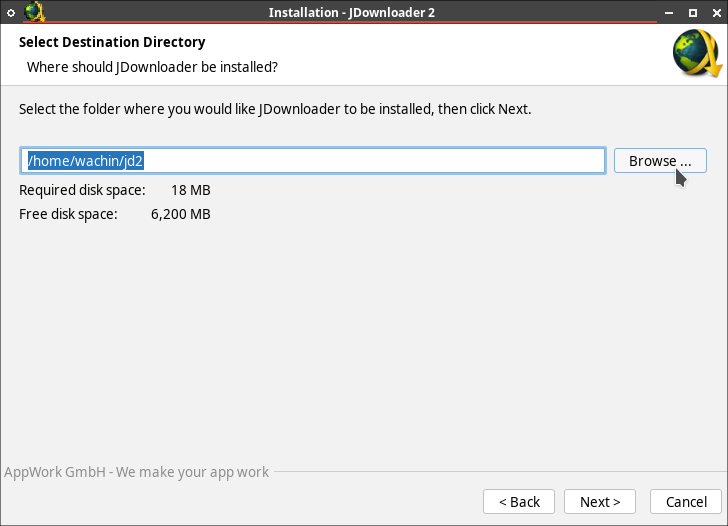 Installation - JDownloader 2
Select Destination Directory
Where should JDownloader be installed?
Select the folder where you would like JDownloader to be installed, then click Next.
/home/wachin/jd2
Browse ...
Required disk space: 18 MB
Free disk space: 6,200 MB
AppWork GmbH - We make your app work
< Back
Next >
Cancel